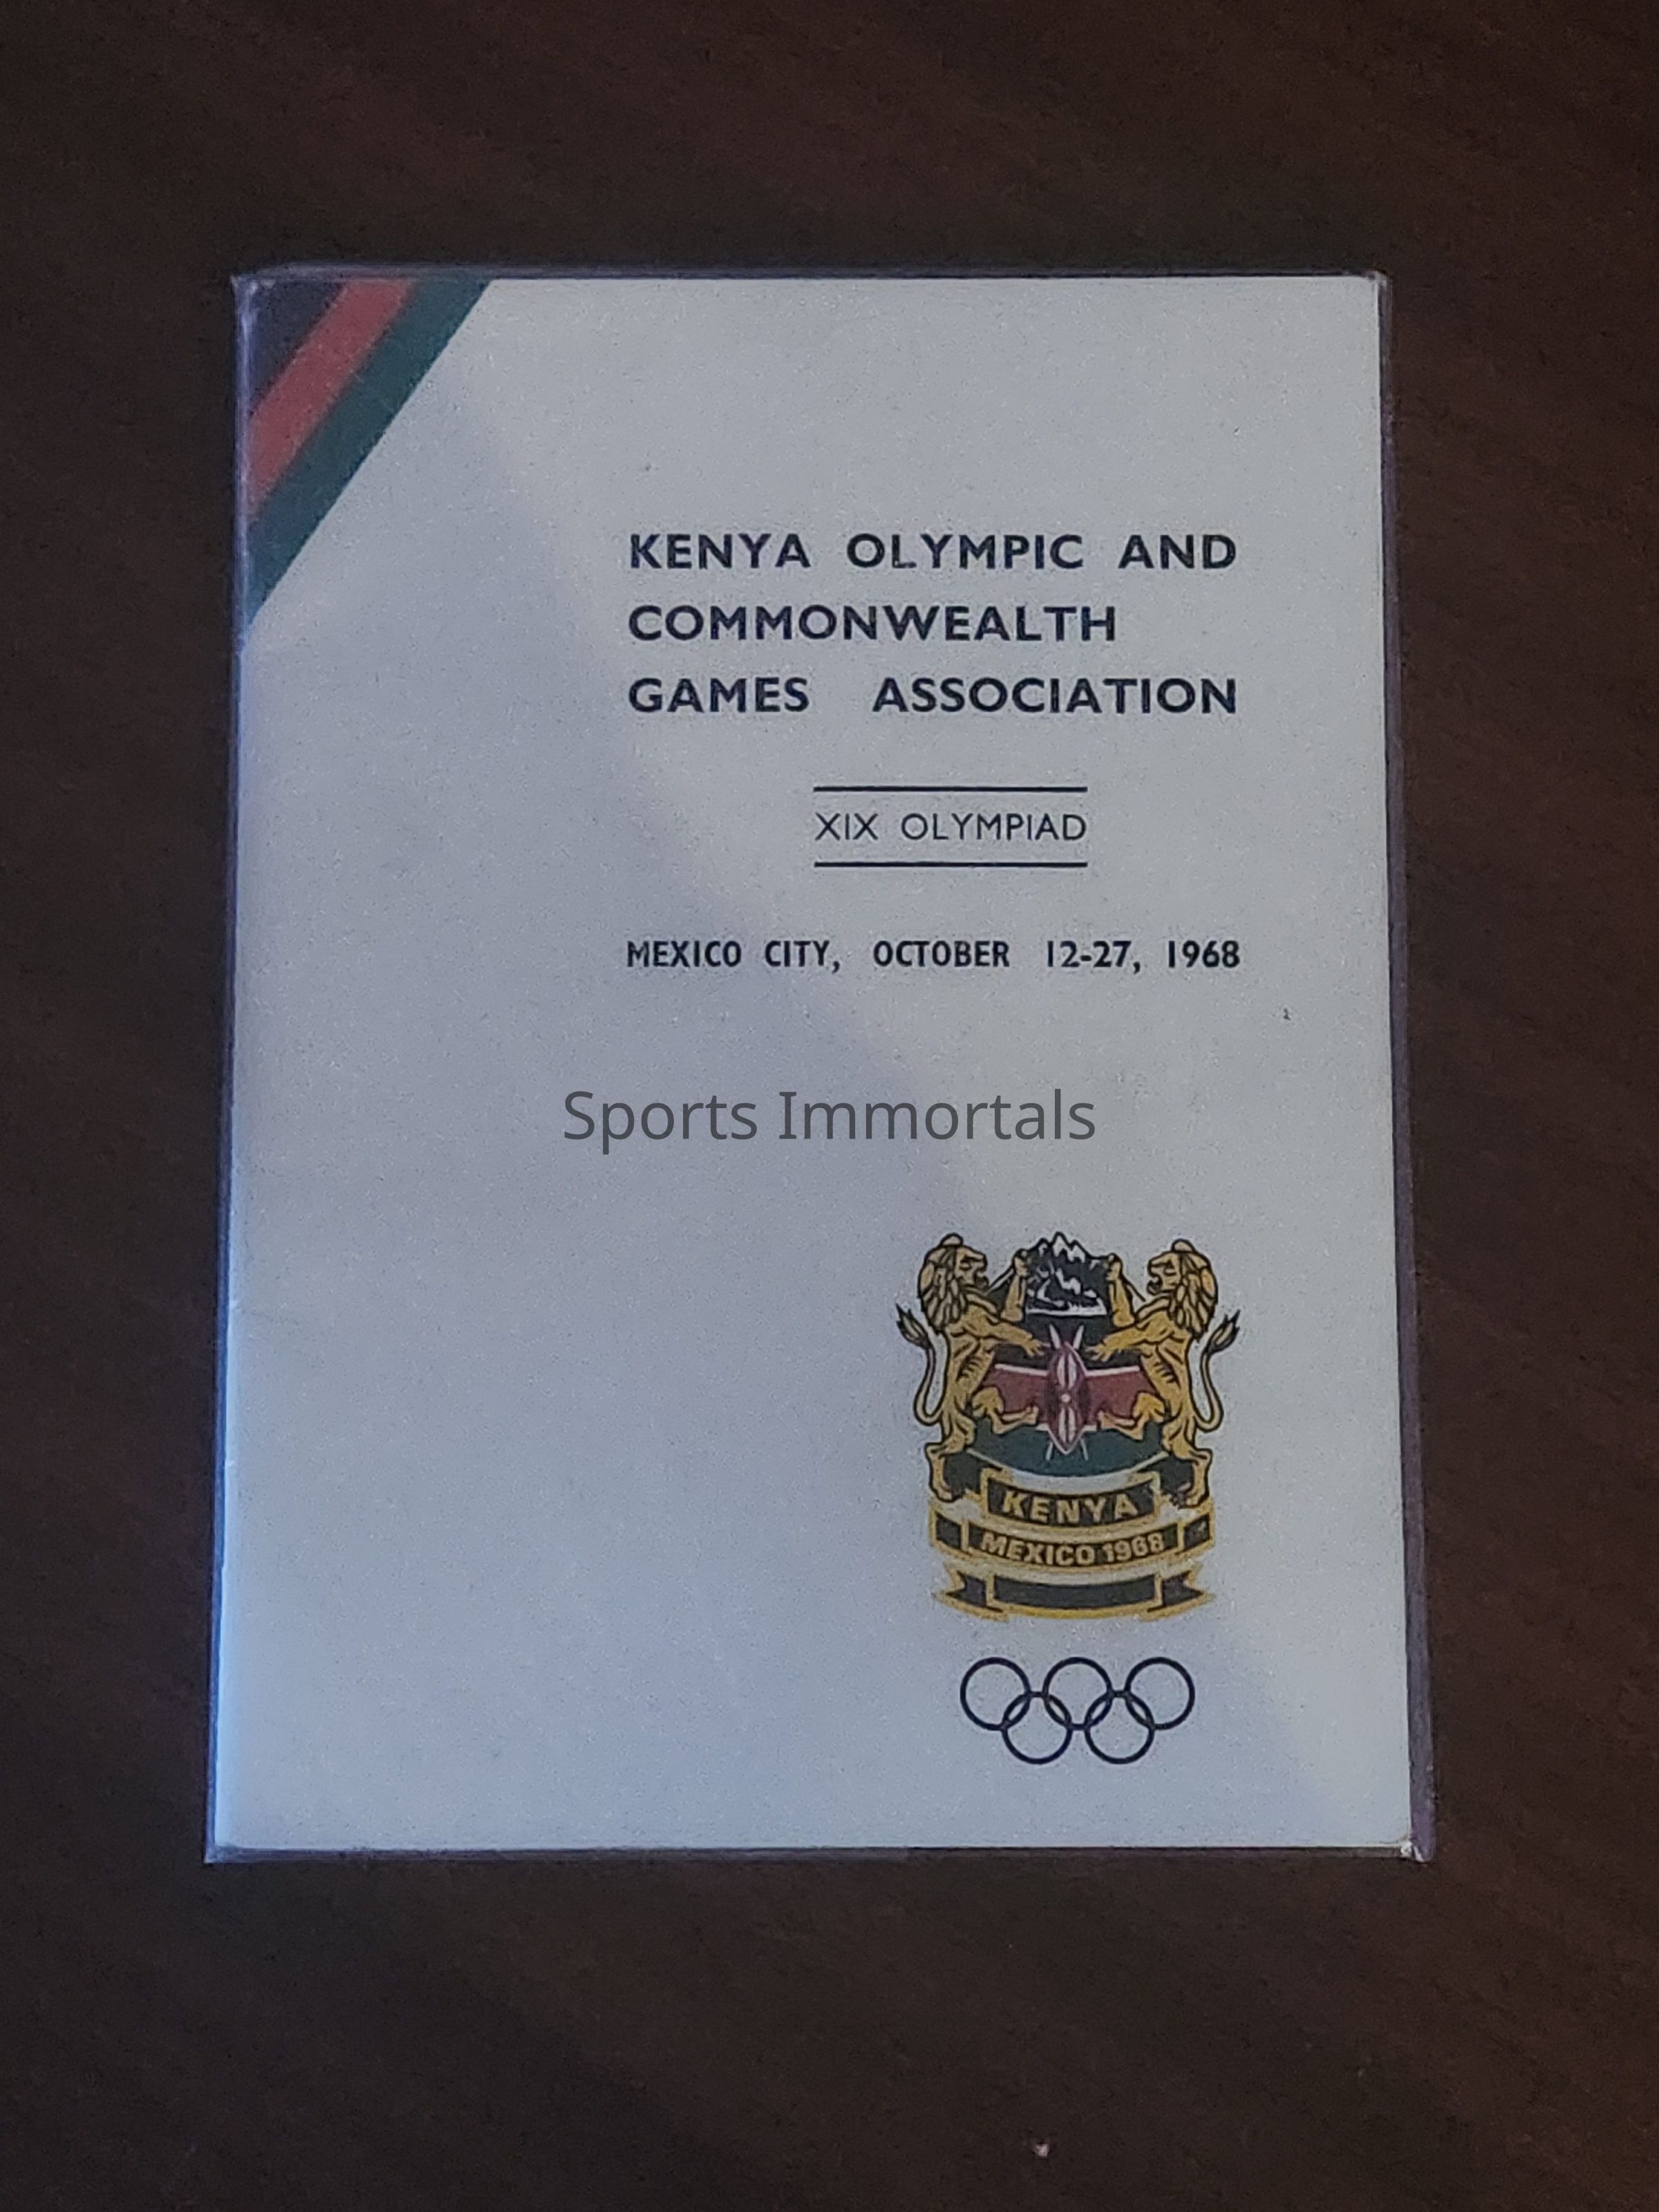 KENYA OLYMPIC AND
COMMONWEALTH
GAMES ASSOCIATION
XIX OLYMPIAD
MEXICO CITY, OCTOBER 12-27, 1968
Sports Immortals
KENYA
MEXICO 1968